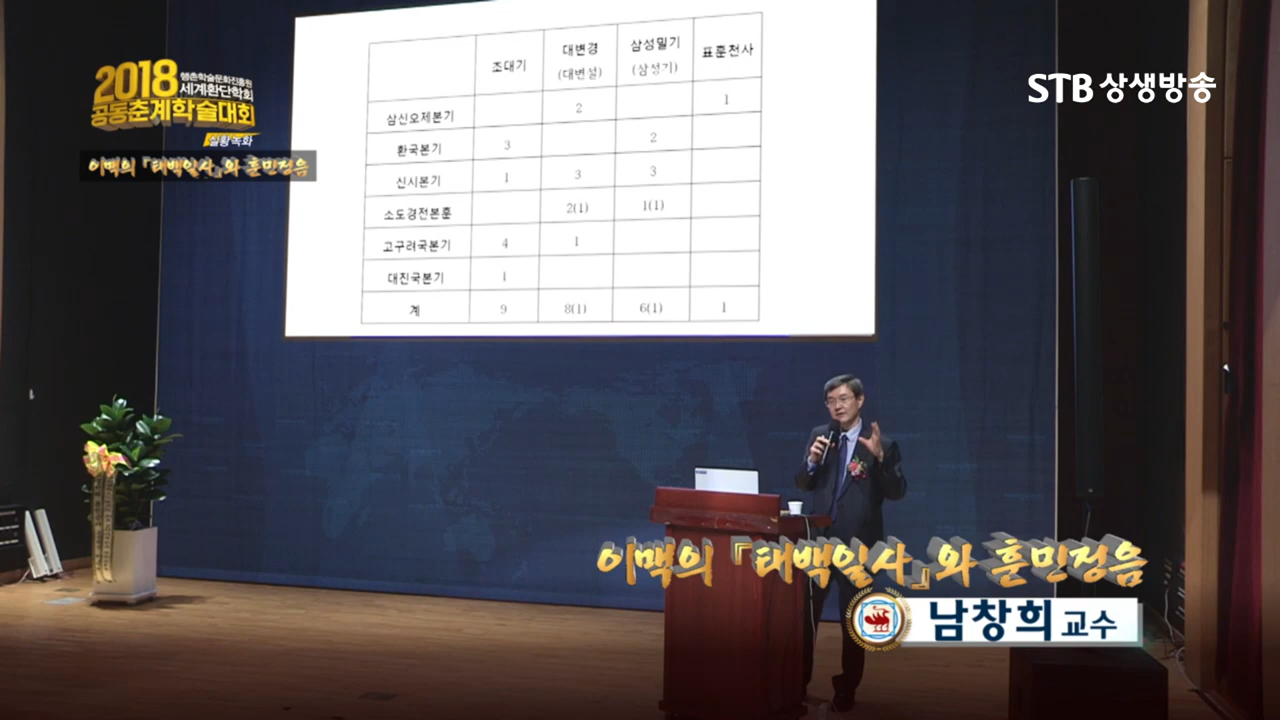 2018 행촌학술문화진흥원
세계환단학회
공동춘계학술대회
실황 녹화
이맥의 『태백일사』와 훈민정음
STB 상생방송
조대기 대변경 (대변설) 삼성밀기 (삼성기) 표훈천사
삼신오제본기 2 1
환국본기 3 2
신시본기 1 3 3
소도경전본훈 2(1) 1(1)
고구려국본기 4 1
대진국본기 1
계 9 8(1) 6(1) 1
이맥의 『태백일사』와 훈민정음
남창희 교수